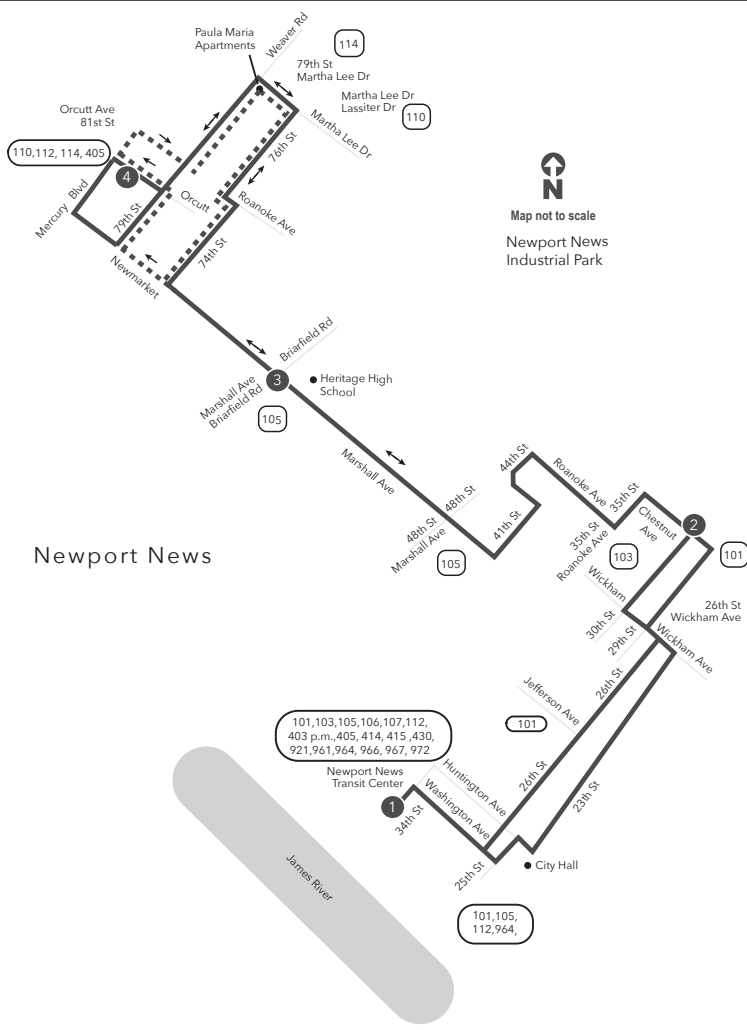 Weaver Rd
Paula Maria
Apartments
114
79th St
Martha Lee Dr
Martha Lee Dr
Lassiter Dr
110
Martha Lee Dr
76th St
Orcutt Ave
81st St
110,112, 114, 405
4
Mercury Blvd
79th St
Orcutt
Roanoke Ave
74th St
Newmarket
N
Map not to scale
Newport News
Industrial Park
Briarfield Rd
3
Heritage High
School
Marshall Ave
Briarfield Rd
105
Marshall Ave
48th St
48th St
Marshall Ave
105
41th St
44th St
Roanoke Ave
35th St
35th St
Roanoke Ave
Chestnut
Ave
2
103
101
Newport News
Wickham
30th St
29th St
26th St
Wickham Ave
Wickham Ave
26th St
Jefferson Ave
101
26th St
23th St
101,103,105,106,107,112,
403 p.m.,405, 414, 415 ,430,
921,961,964, 966, 967, 972
Newport News
Transit Center
1
34th St
Huntington Ave
Washington Ave
25th St
City Hall
James River
101,105,
112,964,